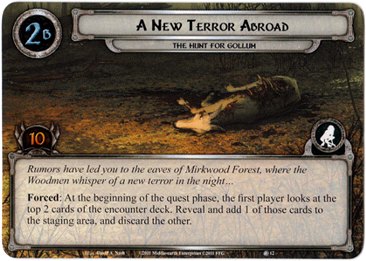 2B
A New Terror Abroad
The Hunt for Gollum
10
Rumors have led you to the eaves of Mirkwood Forest, where the
Woodmen whisper of a new terror in the night…
Forced: At the beginning of the quest phase, the first player looks at
the top 2 cards of the encounter deck. Reveal and add 1 of those cards to
the staging area, and discard the other.
©2011 Middle-earth Enterprises ©2011 FFG
12